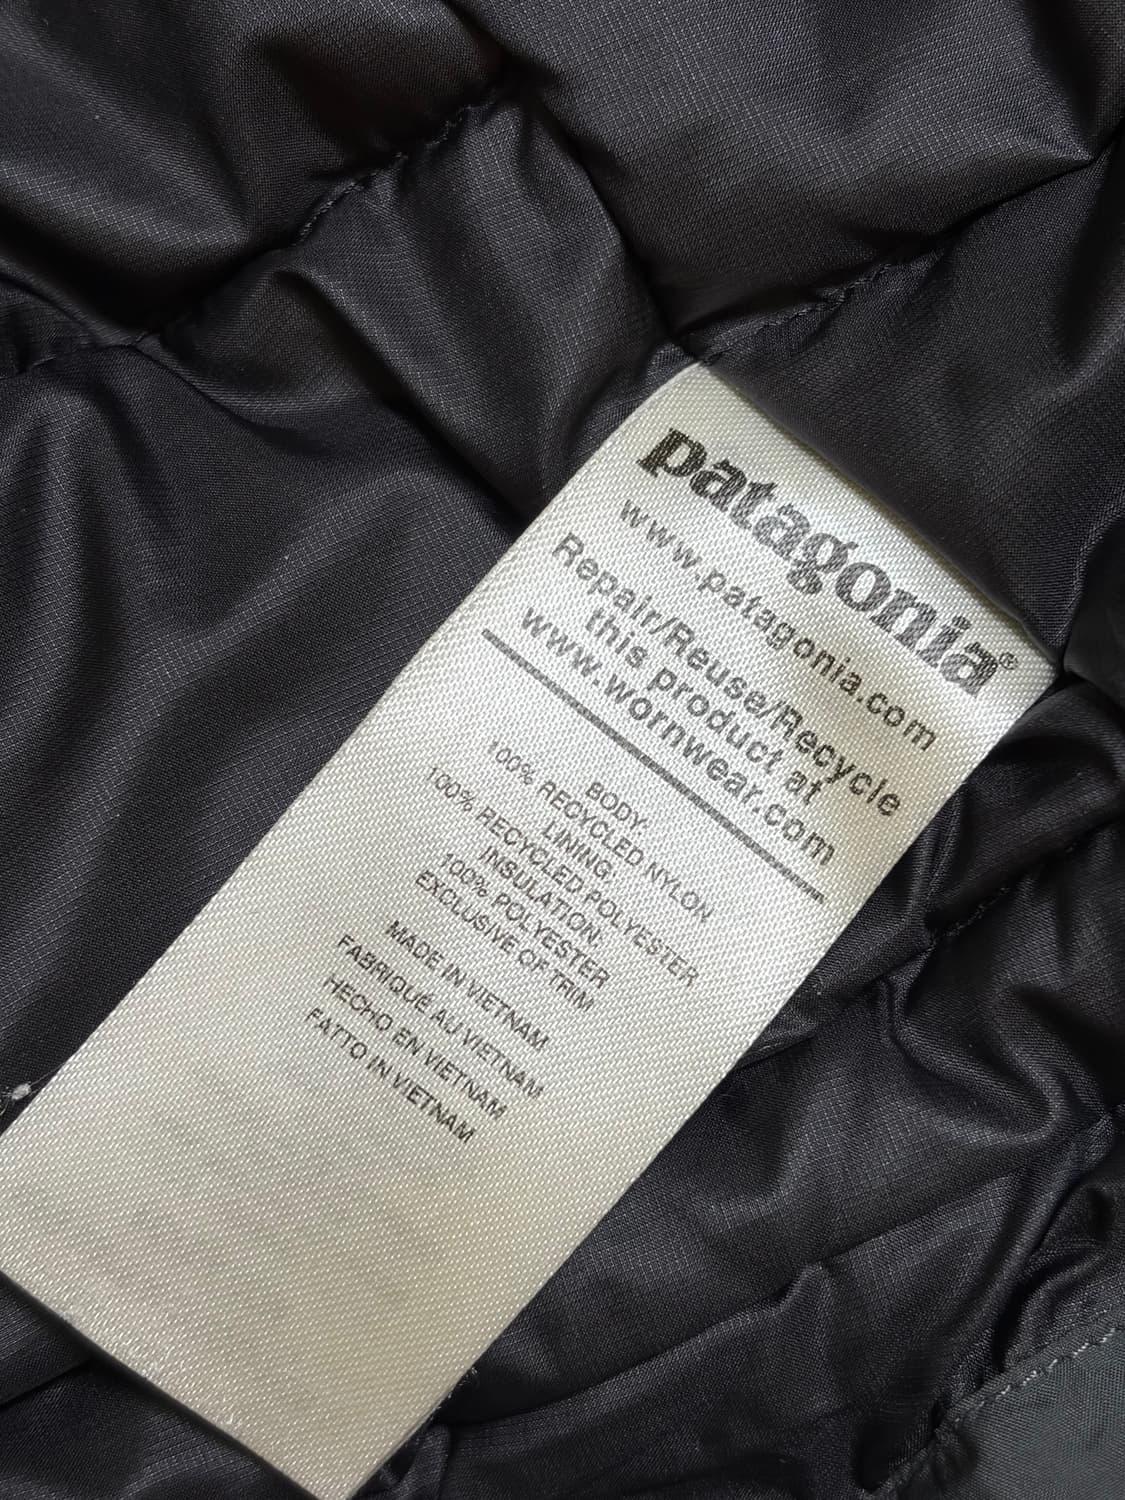 patagonia®
www.patagonia.com
Repair/Reuse/Recycle
this product at
www.wornwear.com
BODY:
100% RECYCLED NYLON
LINING:
100% RECYCLED POLYESTER
INSULATION:
100% POLYESTER
EXCLUSIVE OF TRIM
MADE IN VIETNAM
FABRIQUÉ AU VIETNAM
HECHO EN VIETNAM
FATTO IN VIETNAM